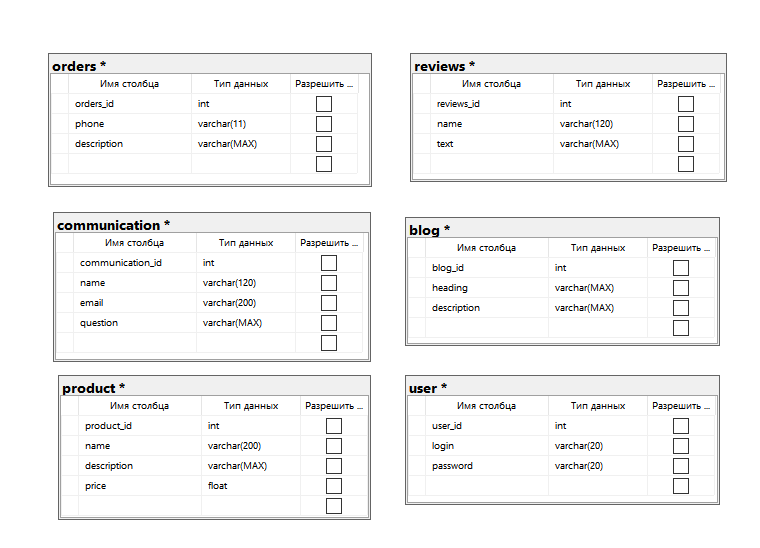 orders *
Имя столбца Тип данных Разрешить ...
orders_id int
phone varchar(11)
description varchar(MAX)
reviews *
Имя столбца Тип данных Разрешить ...
reviews_id int
name varchar(120)
text varchar(MAX)
communication *
Имя столбца Тип данных Разрешить ...
communication_id int
name varchar(120)
email varchar(200)
question varchar(MAX)
blog *
Имя столбца Тип данных Разрешить ...
blog_id int
heading varchar(MAX)
description varchar(MAX)
product *
Имя столбца Тип данных Разрешить ...
product_id int
name varchar(200)
description varchar(MAX)
price float
user *
Имя столбца Тип данных Разрешить ...
user_id int
login varchar(20)
password varchar(20)